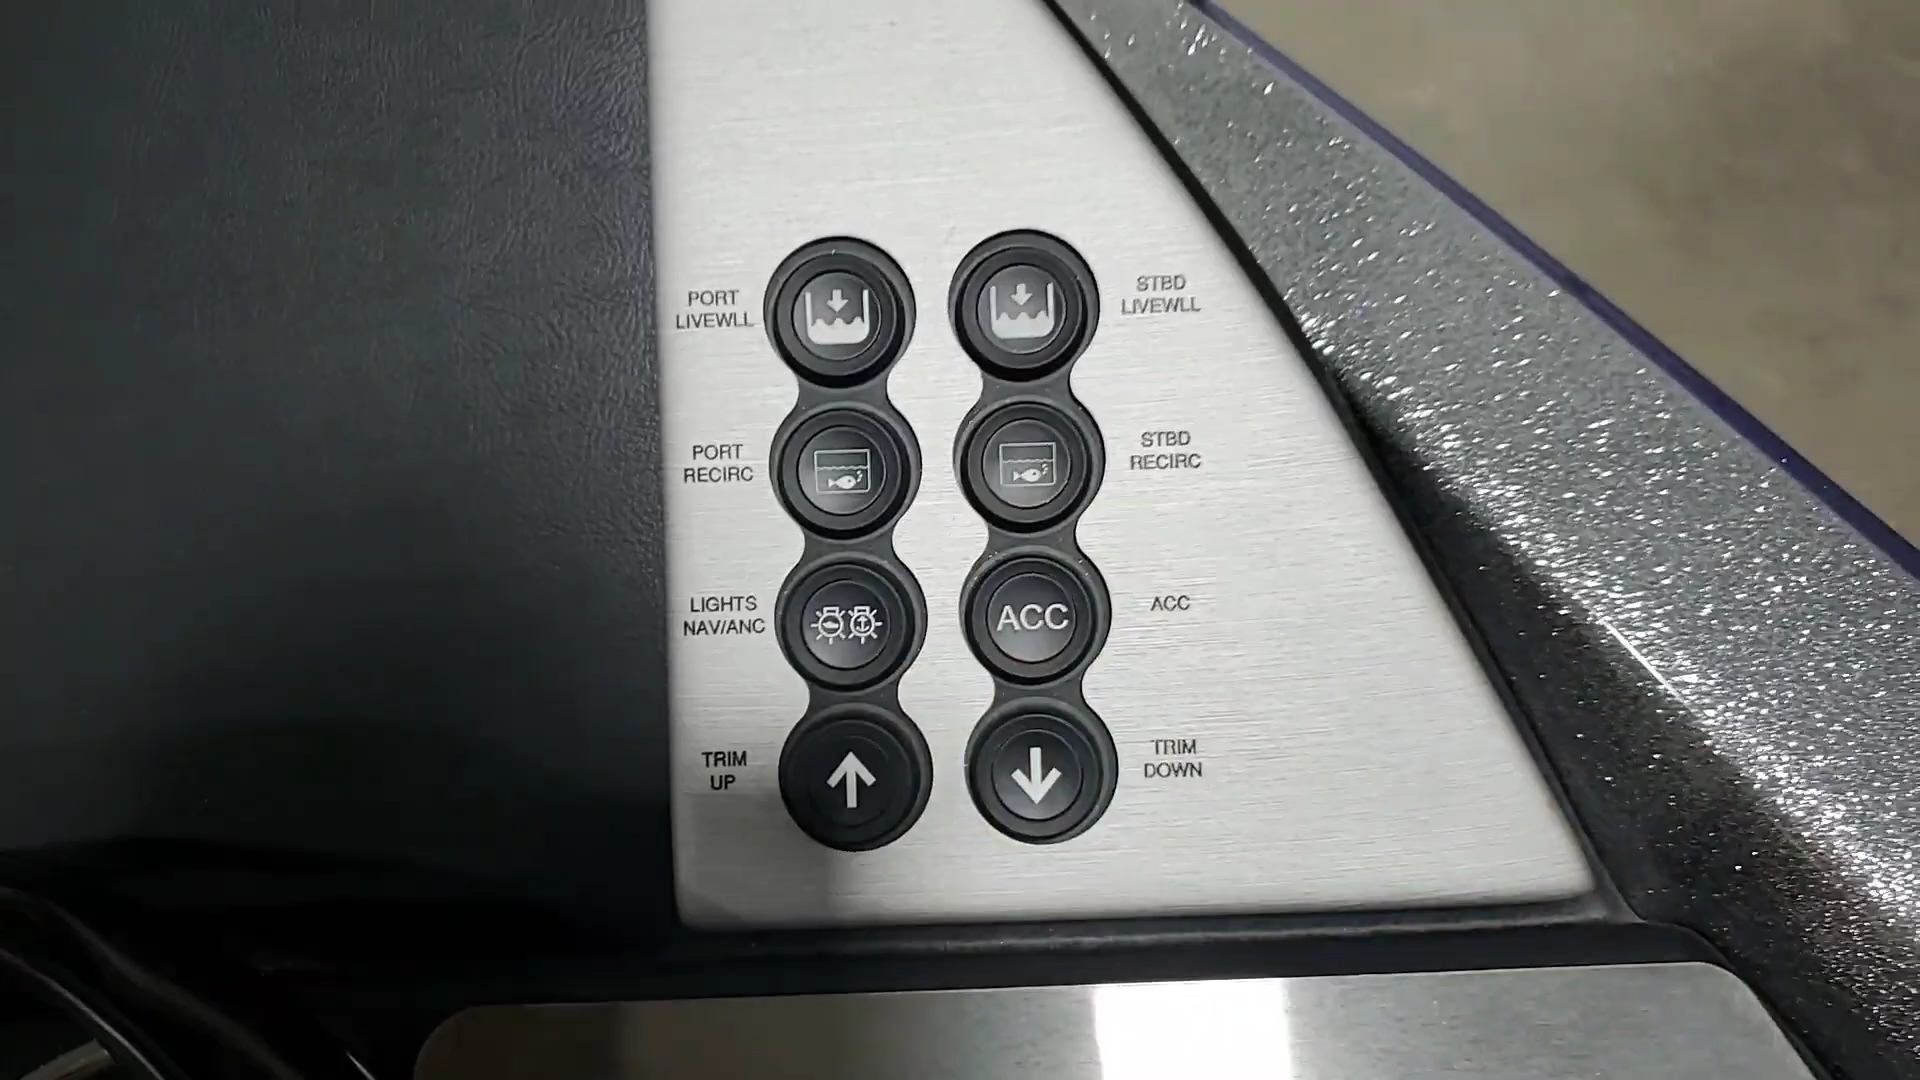 PORT
LIVEWLL
STBD
LIVEWLL
PORT
RECIRC
STBD
RECIRC
LIGHTS
NAV/ANC
ACC
ACC
TRIM
UP
TRIM
DOWN